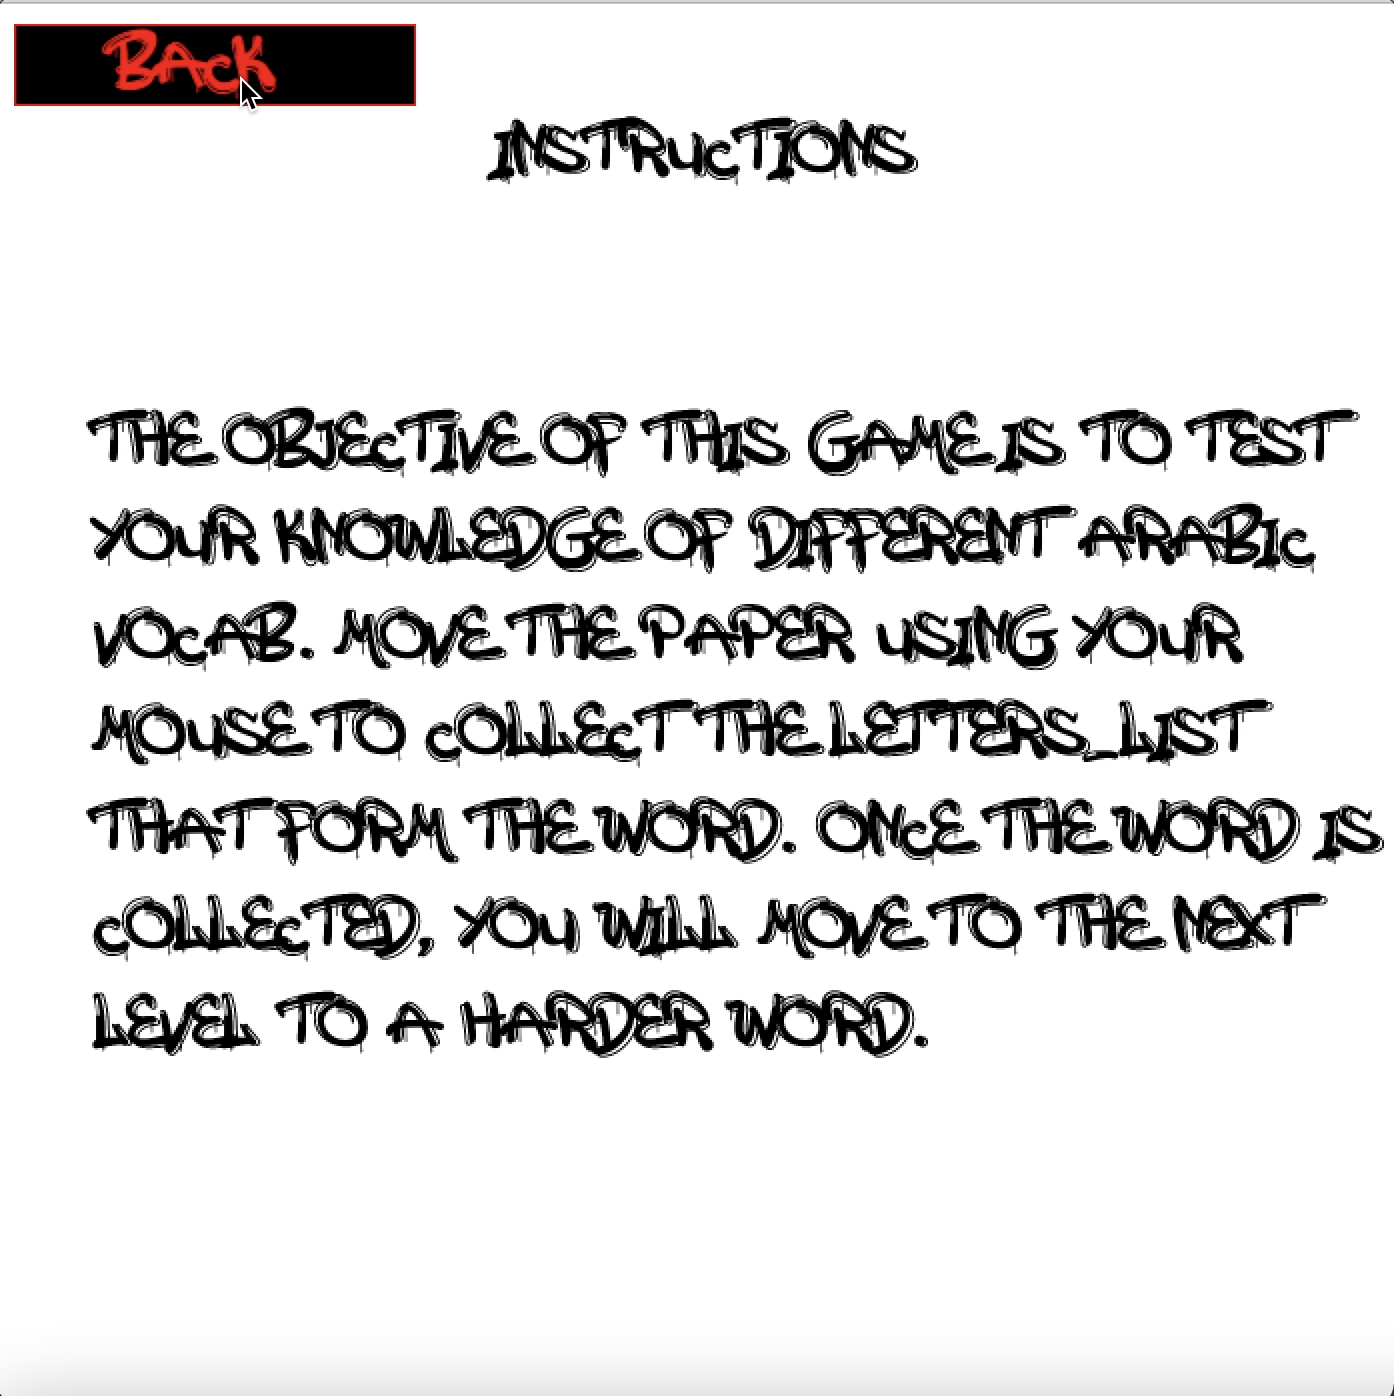 BACK
INSTRUCTIONS
THE OBJECTIVE OF THIS GAME IS TO TEST
YOUR KNOWLEDGE OF DIFFERENT ARABIC
VOCAB. MOVE THE PAPER USING YOUR
MOUSE TO COLLECT THE LETTERS_LIST
THAT FORM THE WORD. ONCE THE WORD IS
COLLECTED, YOU WILL MOVE TO THE NEXT
LEVEL TO A HARDER WORD.